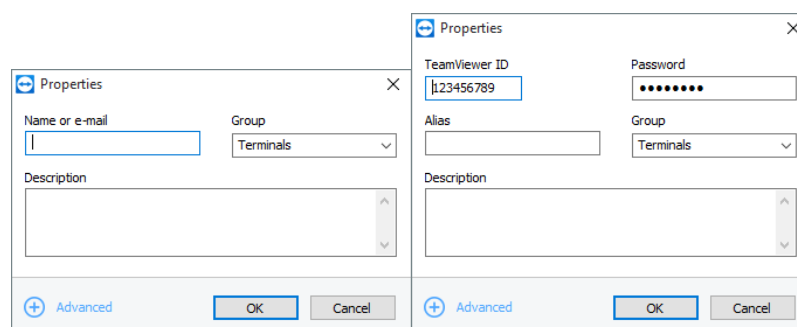 Properties
Name or e-mail Group
Terminals
Description
Advanced OK Cancel
Properties
TeamViewer ID Password
123456789 ••••••••
Alias Group
Terminals
Description
Advanced OK Cancel